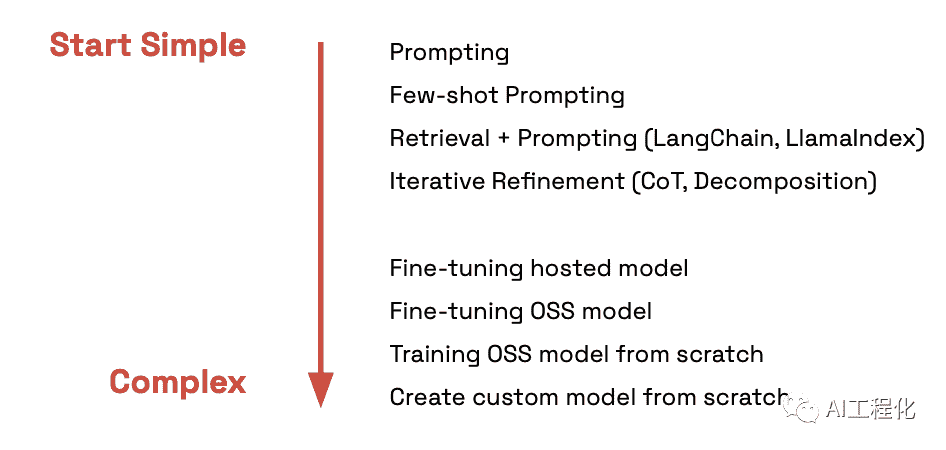 Start Simple
Prompting
Few-shot Prompting
Retrieval + Prompting (LangChain, LlamaIndex)
Iterative Refinement (CoT, Decomposition)
Fine-tuning hosted model
Fine-tuning OSS model
Training OSS model from scratch
Complex
Create custom model from scratch
AI工程化